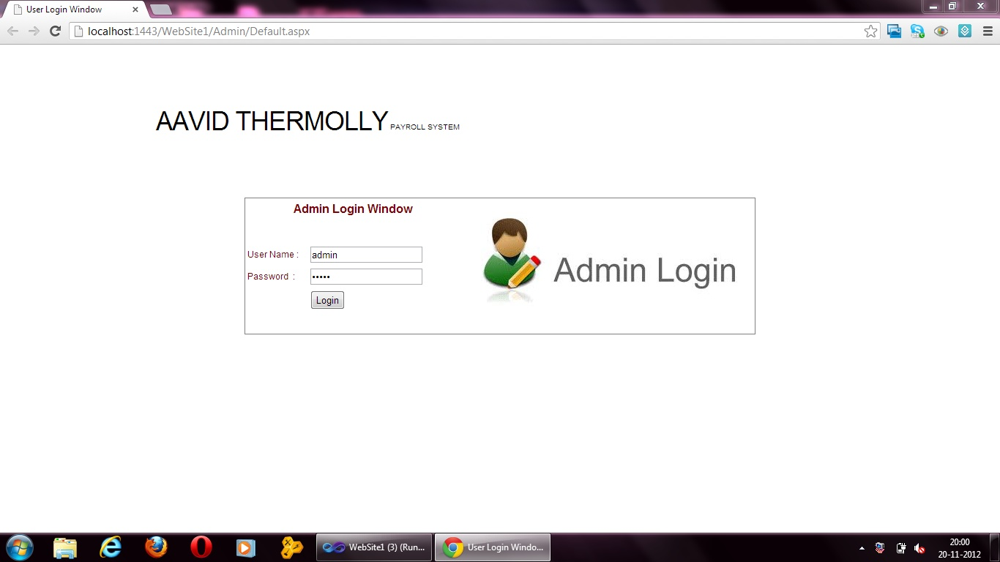 User Login Window
localhost:1443/WebSite1/Admin/Default.aspx
AAVID THERMOLLY PAYROLL SYSTEM
Admin Login Window
User Name :
admin
Password :
•••••
Login
Admin Login
WebSite1 (3) (Run...
User Login Windo...
20:00
20-11-2012